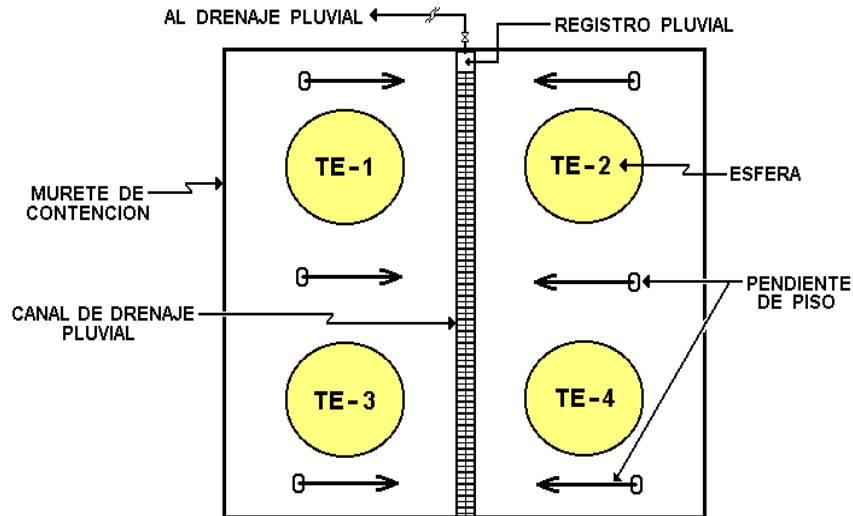 AL DRENAJE PLUVIAL
REGISTRO PLUVIAL
TE-1
TE-2
ESFERA
MURETE DE
CONTENCION
PENDIENTE
DE PISO
CANAL DE DRENAJE
PLUVIAL
TE-3
TE-4